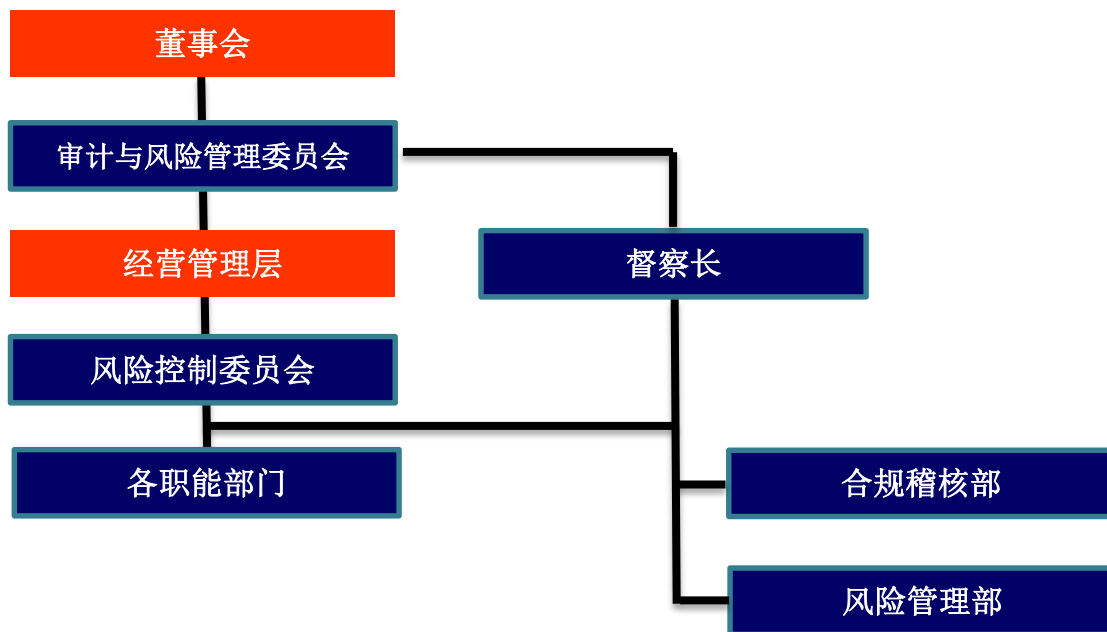 董事会
审计与风险管理委员会
经营管理层
督察长
风险控制委员会
各职能部门
合规稽核部
风险管理部